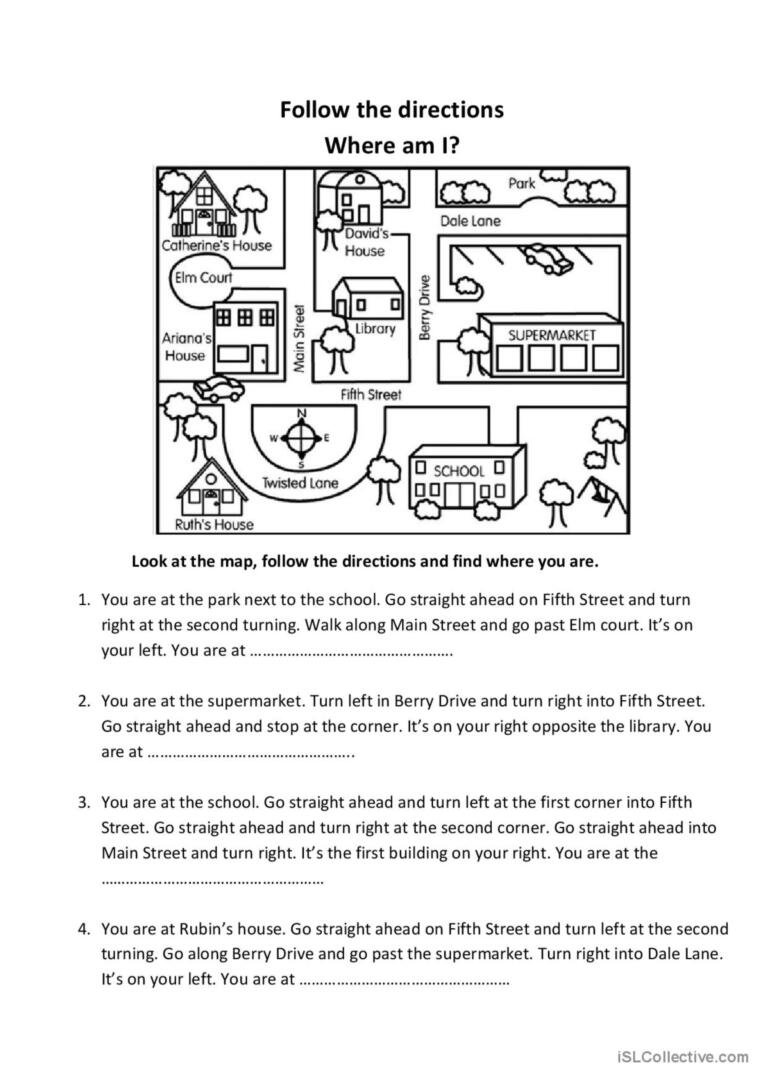 Follow the directions
Where am I?
Park
Dale Lane
Catherine's House
David's
House
Elm Court
Main Street
Berry Drive
Library
SUPERMARKET
Ariana's
House
Fifth Street
N
W
E
S
Twisted Lane
SCHOOL
Ruth's House
Look at the map, follow the directions and find where you are.
1. You are at the park next to the school. Go straight ahead on Fifth Street and turn
right at the second turning. Walk along Main Street and go past Elm court. It's on
your left. You are at ……………………………………………….
2. You are at the supermarket. Turn left in Berry Drive and turn right into Fifth Street.
Go straight ahead and stop at the corner. It's on your right opposite the library. You
are at ………………………………………………..
3. You are at the school. Go straight ahead and turn left at the first corner into Fifth
Street. Go straight ahead and turn right at the second corner. Go straight ahead into
Main Street and turn right. It's the first building on your right. You are at the
………………………………………………
4. You are at Rubin's house. Go straight ahead on Fifth Street and turn left at the second
turning. Go along Berry Drive and go past the supermarket. Turn right into Dale Lane.
It's on your left. You are at ……………………………………………
iSLCollective.com